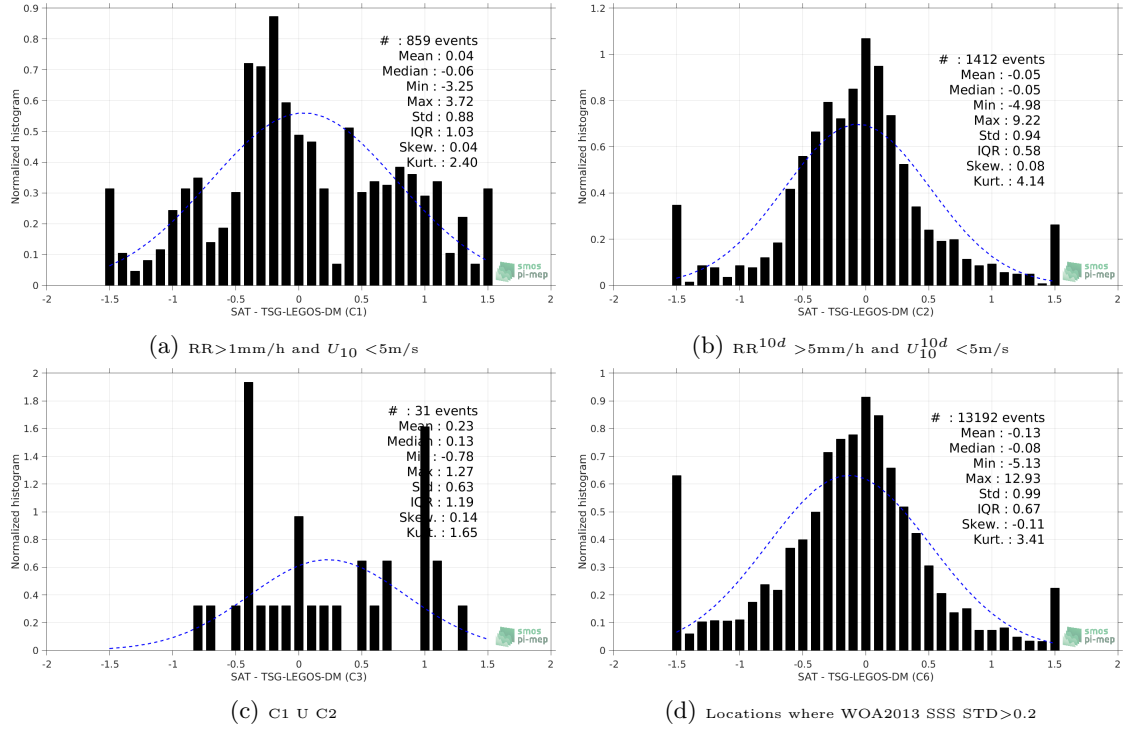 Normalized histogram
0.9
0.8
0.7
0.6
0.5
0.4
0.3
0.2
0.1
0
-2
-1.5
-1
-0.5
0
0.5
1
1.5
2
# : 859 events
Mean : 0.04
Median : -0.06
Min : -3.25
Max : 3.72
Std : 0.88
IQR : 1.03
Skew. : 0.04
Kurt. : 2.40
smos
pi-mep
SAT - TSG-LEGOS-DM (C1)
(a) RR>1mm/h and U10 <5m/s
Normalized histogram
1.2
1
0.8
0.6
0.4
0.2
0
-2
-1.5
-1
-0.5
0
0.5
1
1.5
2
# : 1412 events
Mean : -0.05
Median : -0.05
Min : -4.98
Max : 9.22
Std : 0.94
IQR : 0.58
Skew. : 0.08
Kurt. : 4.14
smos
pi-mep
SAT - TSG-LEGOS-DM (C2)
(b) RR10d >5mm/h and U10 10d <5m/s
Normalized histogram
2
1.8
1.6
1.4
1.2
1
0.8
0.6
0.4
0.2
0
-2
-1.5
-1
-0.5
0
0.5
1
1.5
2
# : 31 events
Mean : 0.23
Median : 0.13
Min : -0.78
Max : 1.27
Std : 0.63
IQR : 1.19
Skew. : 0.14
Kurt. : 1.65
smos
pi-mep
SAT - TSG-LEGOS-DM (C3)
(c) C1 U C2
Normalized histogram
1
0.9
0.8
0.7
0.6
0.5
0.4
0.3
0.2
0.1
0
-2
-1.5
-1
-0.5
0
0.5
1
1.5
2
# : 13192 events
Mean : -0.13
Median : -0.08
Min : -5.13
Max : 12.93
Std : 0.99
IQR : 0.67
Skew. : -0.11
Kurt. : 3.41
smos
pi-mep
SAT - TSG-LEGOS-DM (C6)
(d) Locations where WOA2013 SSS STD>0.2